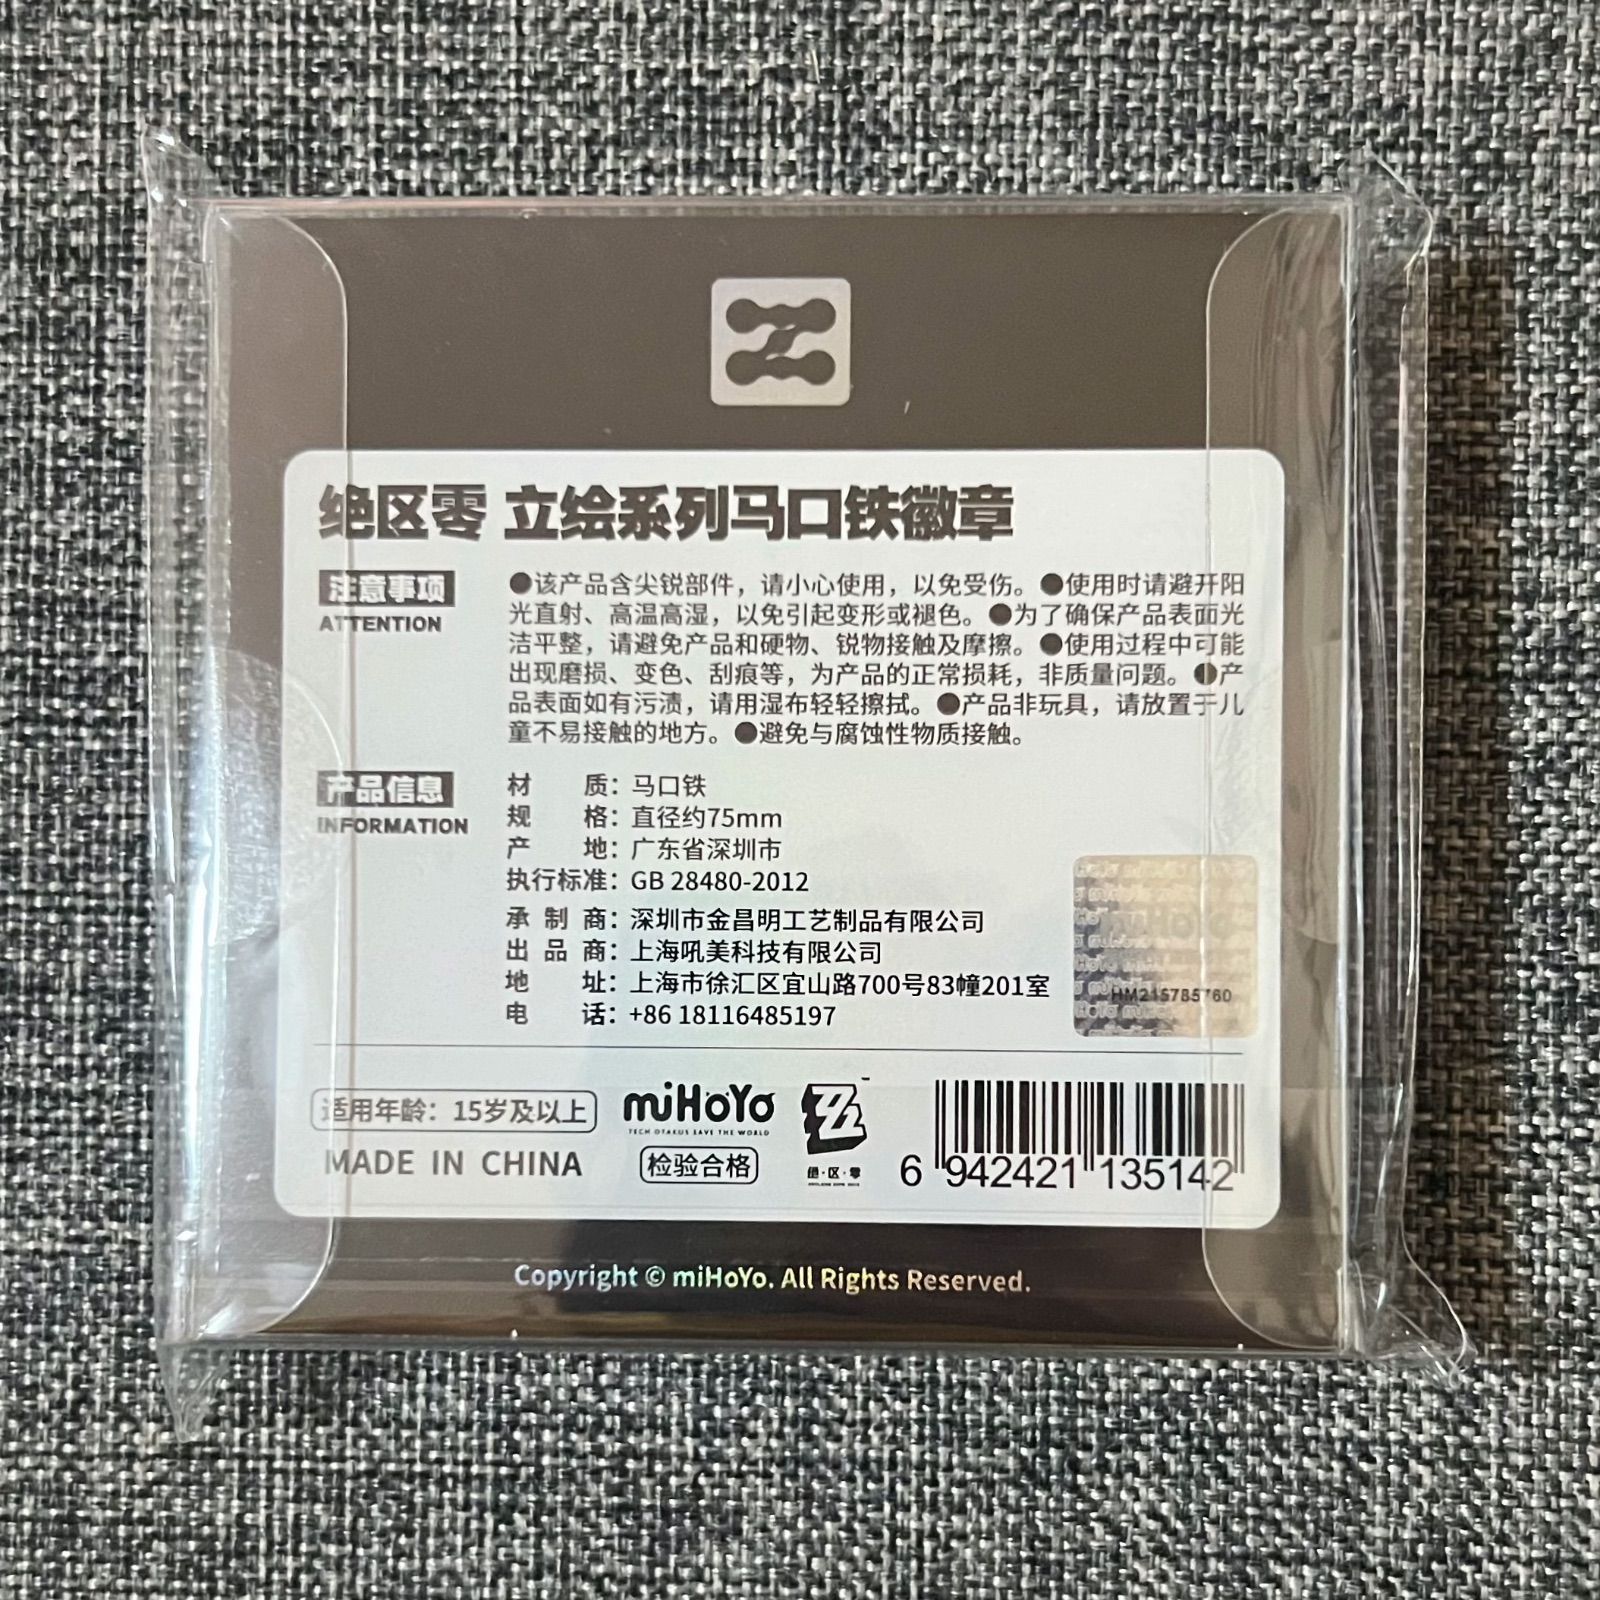 绝区零 立绘系列马口铁徽章
注意事项
ATTENTION
●该产品含尖锐部件，请小心使用，以免受伤。●使用时请避开阳
光直射、高温高湿，以免引起变形或褪色。●为了确保产品表面光
洁平整，请避免产品和硬物、锐物接触及摩擦。●使用过程中可能
出现磨损、变色、刮痕等，为产品的正常损耗，非质量问题。●产
品表面如有污渍，请用湿布轻轻擦拭。●产品非玩具，请放置于儿
童不易接触的地方。●避免与腐蚀性物质接触。
产品信息
INFORMATION
材 质：马口铁
规 格：直径约75mm
产 地：广东省深圳市
执行标准：GB 28480-2012
承 制 商：深圳市金昌明工艺制品有限公司
出 品 商：上海吼美科技有限公司
地 址：上海市徐汇区宜山路700号83幢201室
电 话：+86 18116485197
HM215785760
适用年龄：15岁及以上
MADE IN CHINA
miHoYo
TECH OTAKUS SAVE THE WORLD
检验合格
绝·区·零
6 942421 135142
Copyright © miHoYo. All Rights Reserved.